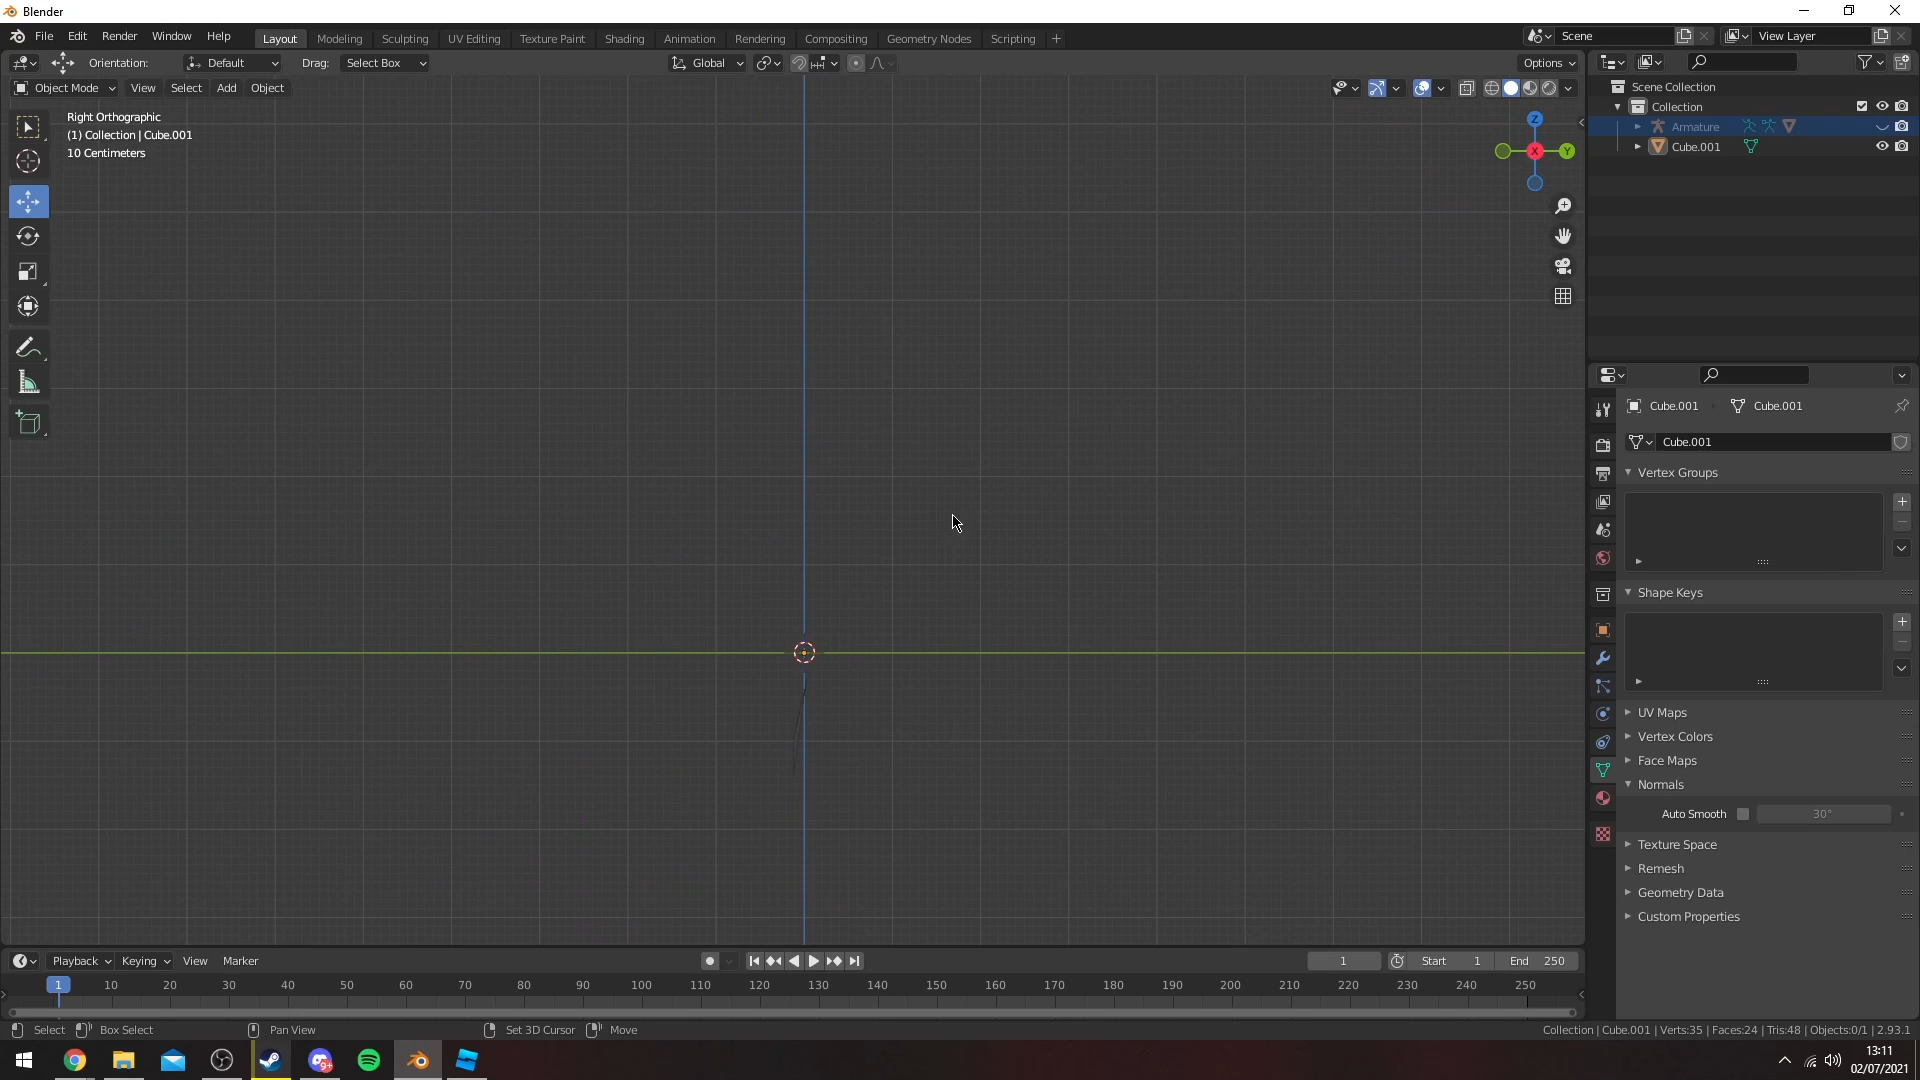 Blender
File Edit Render Window Help Layout Modeling Sculpting UV Editing Texture Paint Shading Animation Rendering Compositing Geometry Nodes Scripting + Scene View Layer
Orientation: Default Drag: Select Box Global Options
Object Mode View Select Add Object
Right Orthographic
(1) Collection | Cube.001
10 Centimeters
Z
X
Y
Scene Collection
Collection
Armature
Cube.001
Cube.001 Cube.001
Cube.001
Vertex Groups
Shape Keys
UV Maps
Vertex Colors
Face Maps
Normals
Auto Smooth 30°
Texture Space
Remesh
Geometry Data
Custom Properties
Playback Keying View Marker 1 Start 1 End 250
1 10 20 30 40 50 60 70 80 90 100 110 120 130 140 150 160 170 180 190 200 210 220 230 240 250
Select Box Select Pan View Set 3D Cursor Move Collection | Cube.001 | Verts:35 | Faces:24 | Tris:48 | Objects:0/1 | 2.93.1
9+
13:11
02/07/2021